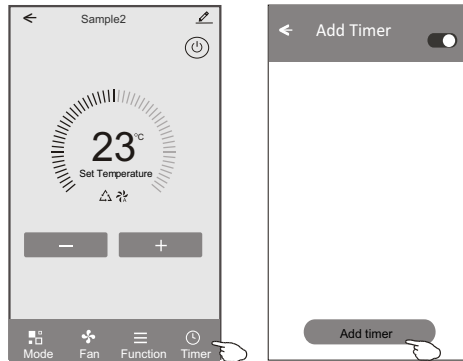 Sample2
23°C
Set Temperature
Mode Fan Function Timer
Add Timer
Add timer